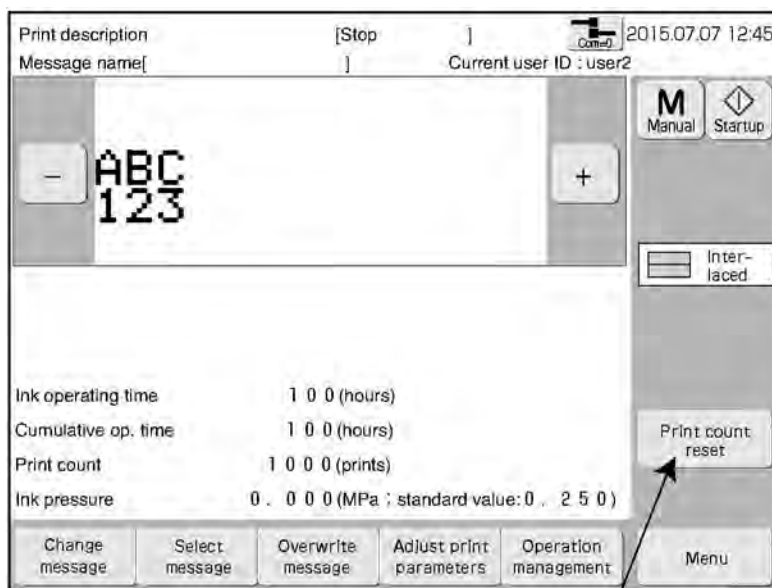 Print description [Stop ] Com=0 2015.07.07 12:45
Message name[ ] Current user ID : user2
M
Manual
Startup
－ ＋
ABC
123
Inter-
laced
Ink operating time 1 0 0 (hours)
Cumulative op. time 1 0 0 (hours)
Print count 1 0 0 0 (prints)
Print count
reset
Ink pressure 0 . 0 0 0 (MPa : standard value: 0 . 2 5 0 )
Change
message
Select
message
Overwrite
message
Adjust print
parameters
Operation
management
Menu